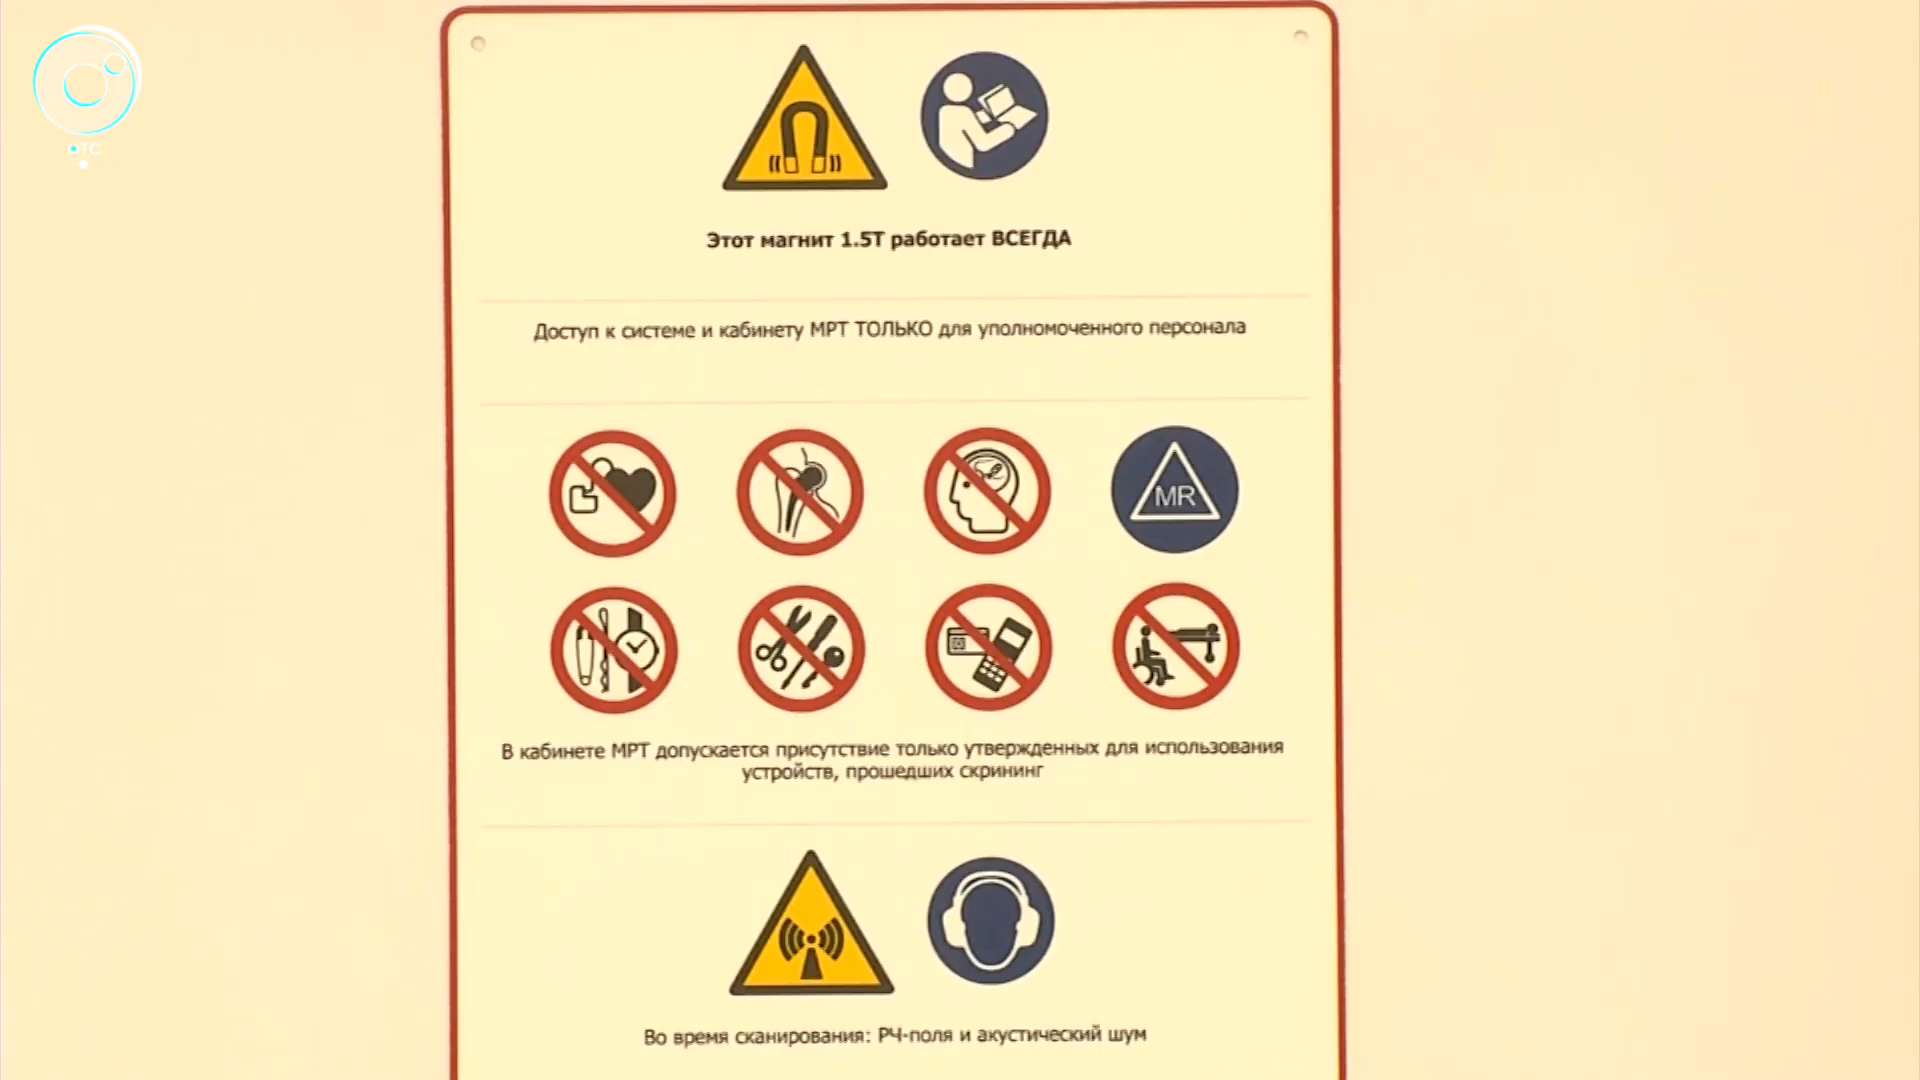 ОТС
Этот магнит 1.5Т работает ВСЕГДА
Доступ к системе и кабинету МРТ ТОЛЬКО для уполномоченного персонала
MR
В кабинете МРТ допускается присутствие только утвержденных для использования
устройств, прошедших скрининг
Во время сканирования: РЧ-поля и акустический шум